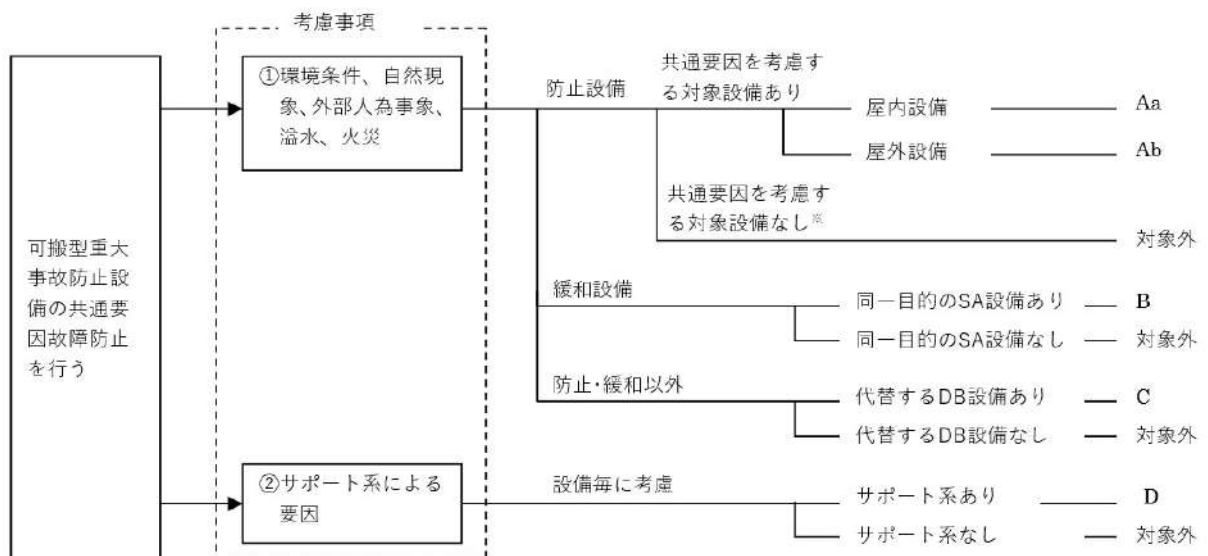 考慮事項
可搬型重大
事故防止設
備の共通要
因故障防止
を行う
①環境条件、自然現
象、外部人為事象、
溢水、火災
防止設備
共通要因を考慮す
る対象設備あり
屋内設備
Aa
屋外設備
Ab
共通要因を考慮す
る対象設備なし※
対象外
緩和設備
同一目的のSA設備あり
B
同一目的のSA設備なし
対象外
防止・緩和以外
代替するDB設備あり
C
代替するDB設備なし
対象外
②サポート系による
要因
設備毎に考慮
サポート系あり
D
サポート系なし
対象外